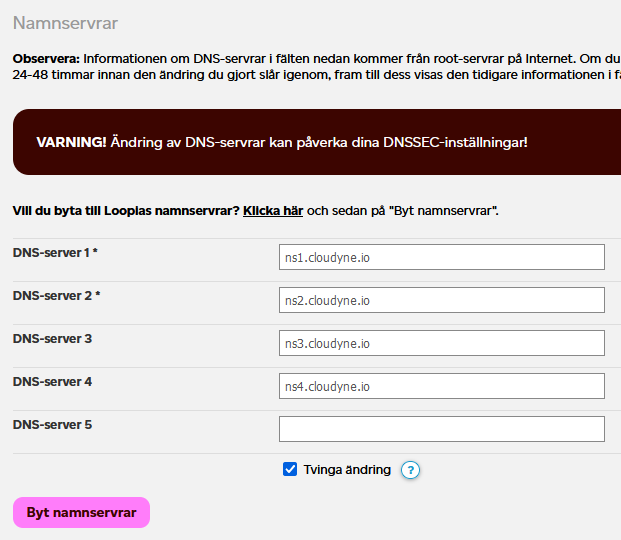 Namnservrar
Observera: Informationen om DNS-servrar i fälten nedan kommer från root-servrar på Internet. Om du
24-48 timmar innan den ändring du gjort slår igenom, fram till dess visas den tidigare informationen i
VARNING! Ändring av DNS-servrar kan påverka dina DNSSEC-inställningar!
Vill du byta till Loopias namnservrar? Klicka här och sedan på "Byt namnservrar".
DNS-server 1 * ns1.cloudyne.io
DNS-server 2 * ns2.cloudyne.io
DNS-server 3 ns3.cloudyne.io
DNS-server 4 ns4.cloudyne.io
DNS-server 5
Tvinga ändring ?
Byt namnservrar